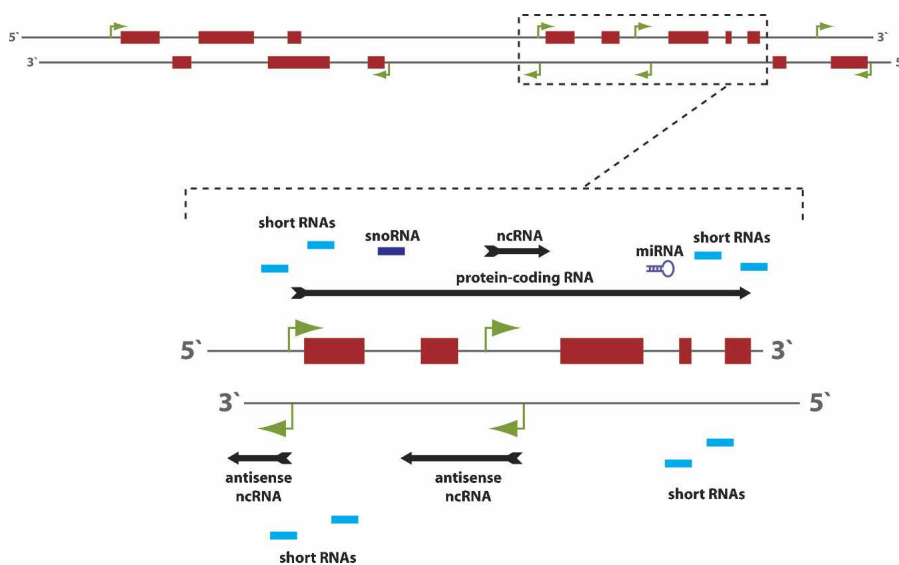 5`
3`
3`
5`
short RNAs
snoRNA
ncRNA
miRNA
short RNAs
protein-coding RNA
5`
3`
3`
5`
antisense
ncRNA
antisense
ncRNA
short RNAs
short RNAs